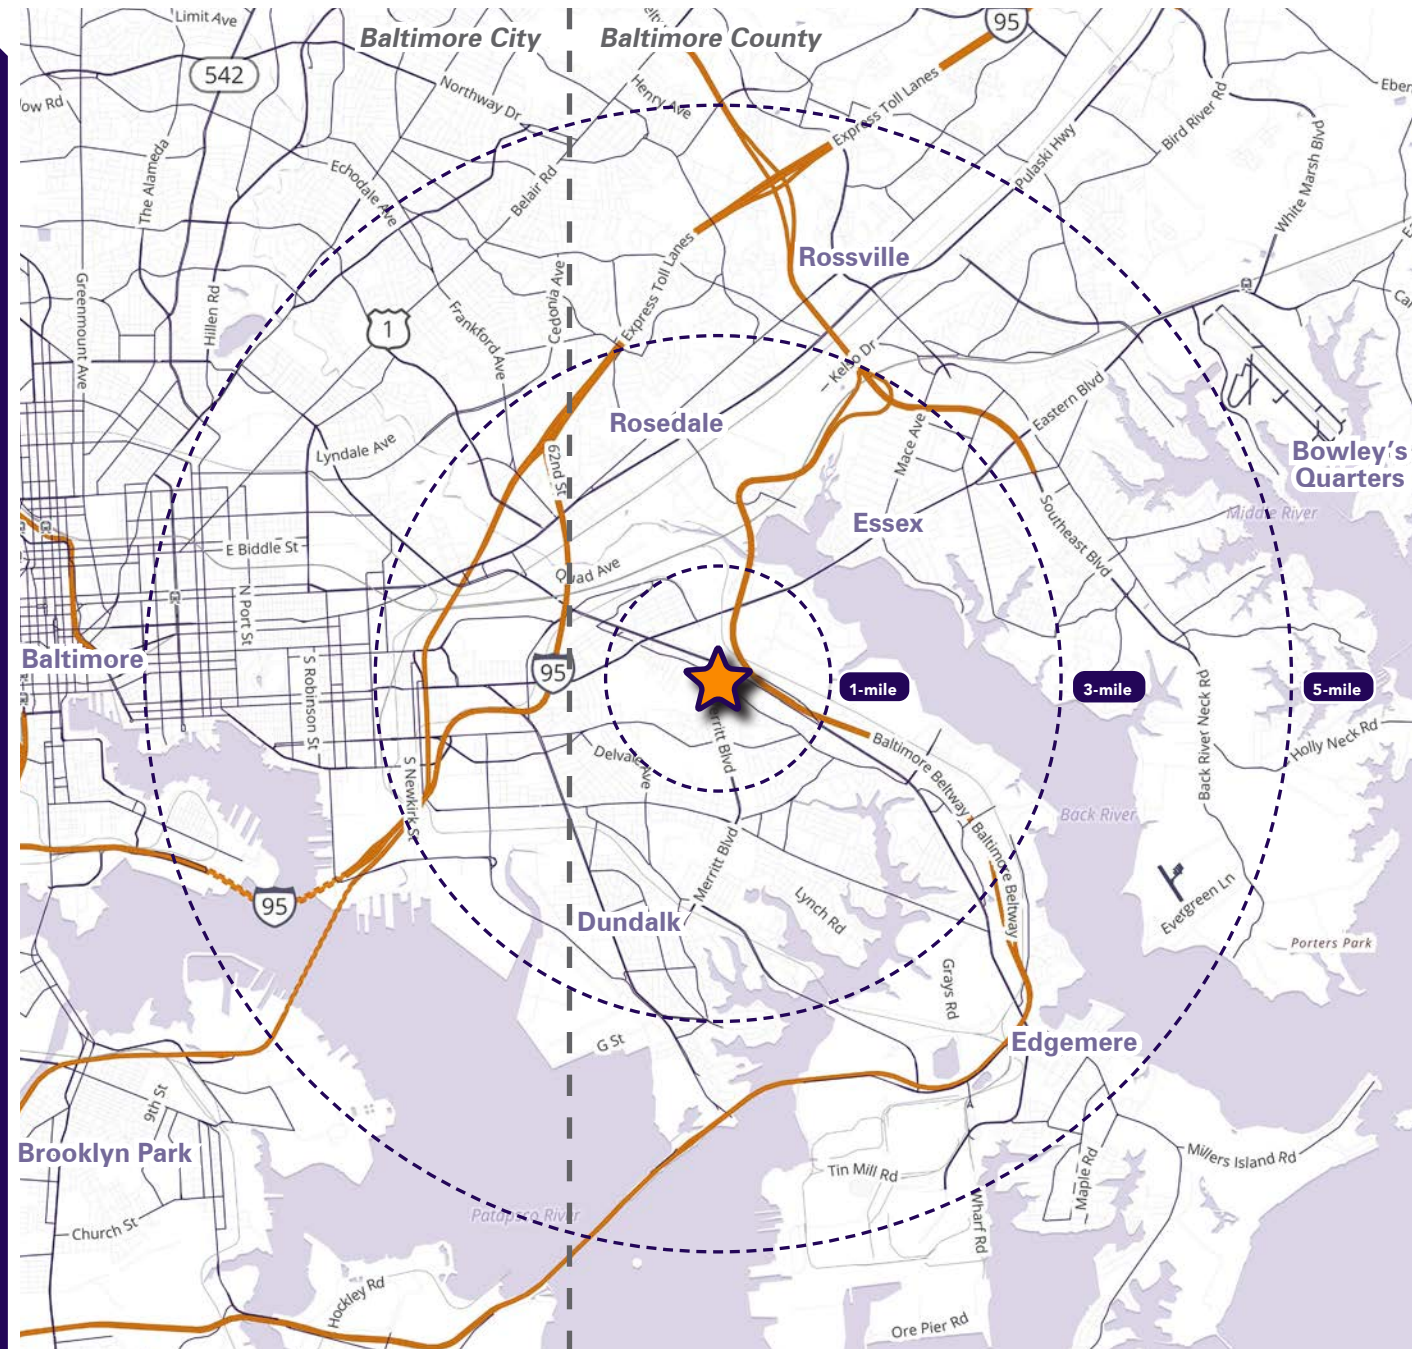 Limit Ave
Baltimore City
Baltimore County
95
542
Northway Dr
Henry Ave
Express Toll Lanes
Eber
ow Rd
Bird River Rd
Pulaski Hwy
White Marsh Blvd
The Alameda
Echodale Ave
Belair Rd
Express Toll Lanes
Rossville
Greenmount Ave
Hillen Rd
1
Frankford Ave
Cedonia Ave
Kelso Dr
Eastern Blvd
Rosedale
Mace Ave
Lyndale Ave
62nd St
Bowley's
Quarters
Middle River
Essex
Southeast Blvd
E Biddle St
Quad Ave
N Port St
Baltimore
S Robinson St
95
1-mile
3-mile
5-mile
Back River Neck Rd
Holly Neck Rd
rritt Blvd
Delvale Ave
Baltimore Beltway
S Newkirk S
Back River
Baltimore Beltway
Merritt Blvd
Lynch Rd
Evergreen Ln
95
Dundalk
Porters Park
Grays Rd
G St
Edgemere
9th St
Brooklyn Park
Millers Island Rd
Tin Mill Rd
Maple Rd
Patapsco River
Wharf Rd
Church St
Hockley Rd
Ore Pier Rd